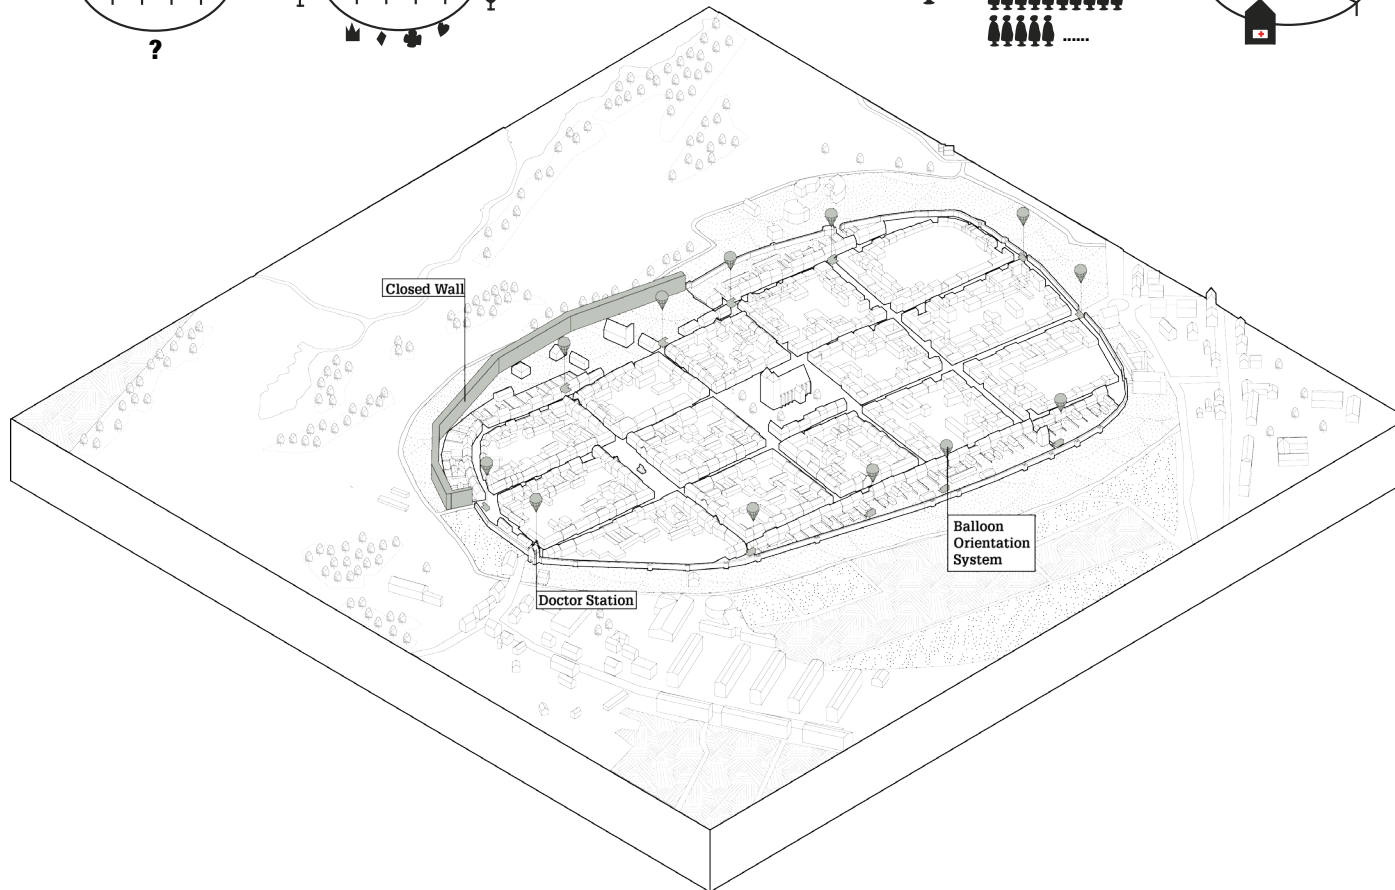 ?
......
Closed Wall
Balloon
Orientation
System
Doctor Station